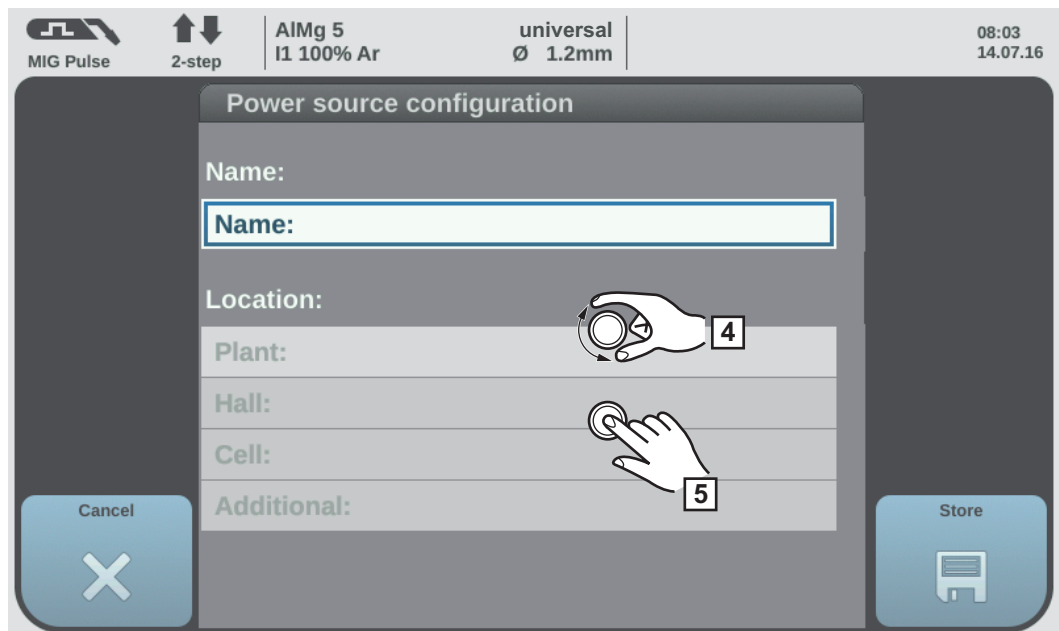 MIG Pulse
2-step
AlMg 5
I1 100% Ar
universal
Ø 1.2mm
08:03
14.07.16
Power source configuration
Name:
Name:
Location:
Plant:
4
Hall:
Cell:
5
Additional:
Cancel
Store